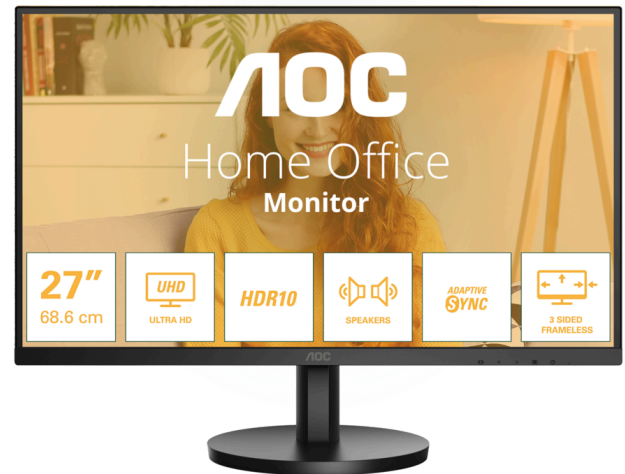 AOC
Home Office
Monitor
27″
68.6 cm
UHD
ULTRA HD
HDR10
SPEAKERS
ADAPTIVE
SYNC
3 SIDED
FRAMELESS
AOC